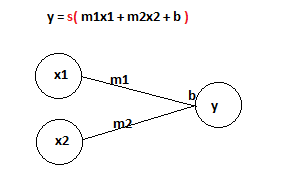 y = s( m1x1 + m2x2 + b )
x1
m1
b
y
m2
x2